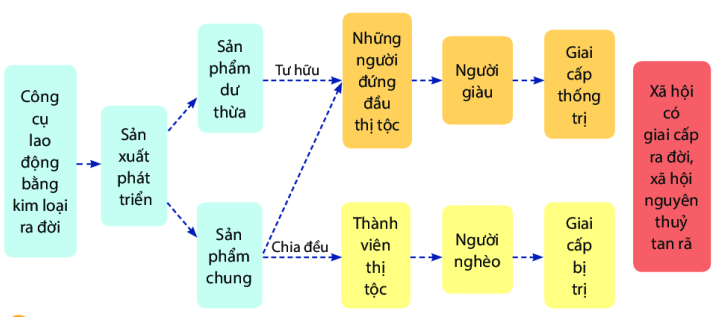 Công
cụ
lao
động
bằng
kim loại
ra đời
Sản
xuất
phát
triển
Sản
phẩm
dư
thừa
Sản
phẩm
chung
Tư hữu
Chia đều
Những
người
đứng
đầu
thị tộc
Người
giàu
Giai
cấp
thống
trị
Thành
viên
thị
tộc
Người
nghèo
Giai
cấp
bị
trị
Xã hội
có
giai cấp
ra đời,
xã hội
nguyên
thuỷ
tan rã